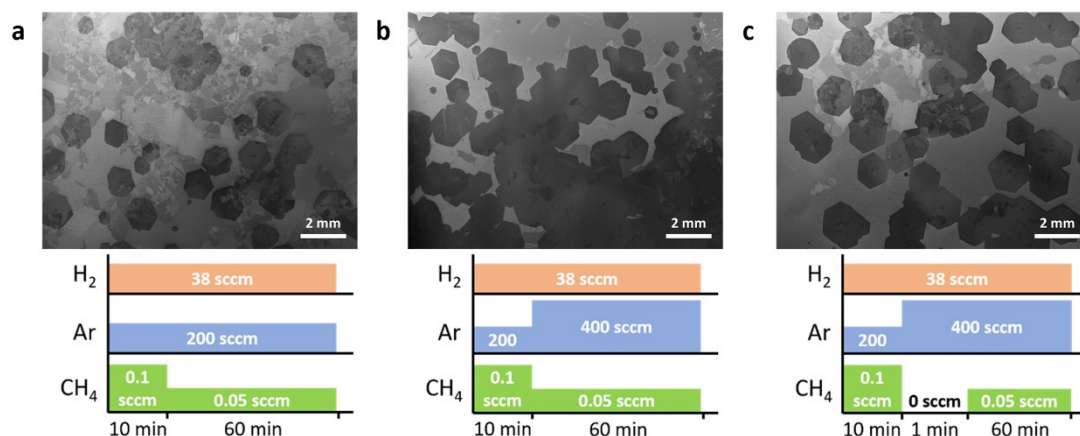 a
2 mm
H2
38 sccm
Ar
200 sccm
CH4
0.1
sccm
0.05 sccm
10 min 60 min
b
2 mm
38 sccm
Ar
200
400 sccm
H2
CH4
0.1
sccm
0.05 sccm
10 min 60 min
c
2 mm
H2
38 sccm
Ar
200
400 sccm
CH4
0.1
sccm
0 sccm
0.05 sccm
10 min 1 min 60 min